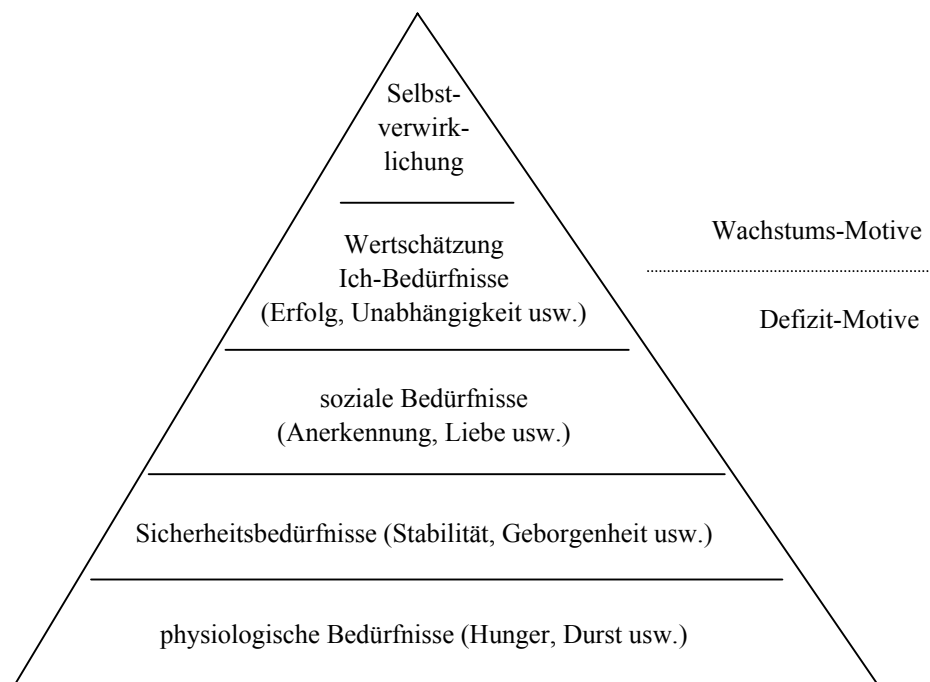 Selbst-
verwirk-
lichung
Wertschätzung
Ich-Bedürfnisse
(Erfolg, Unabhängigkeit usw.)
Wachstums-Motive
Defizit-Motive
soziale Bedürfnisse
(Anerkennung, Liebe usw.)
Sicherheitsbedürfnisse (Stabilität, Geborgenheit usw.)
physiologische Bedürfnisse (Hunger, Durst usw.)